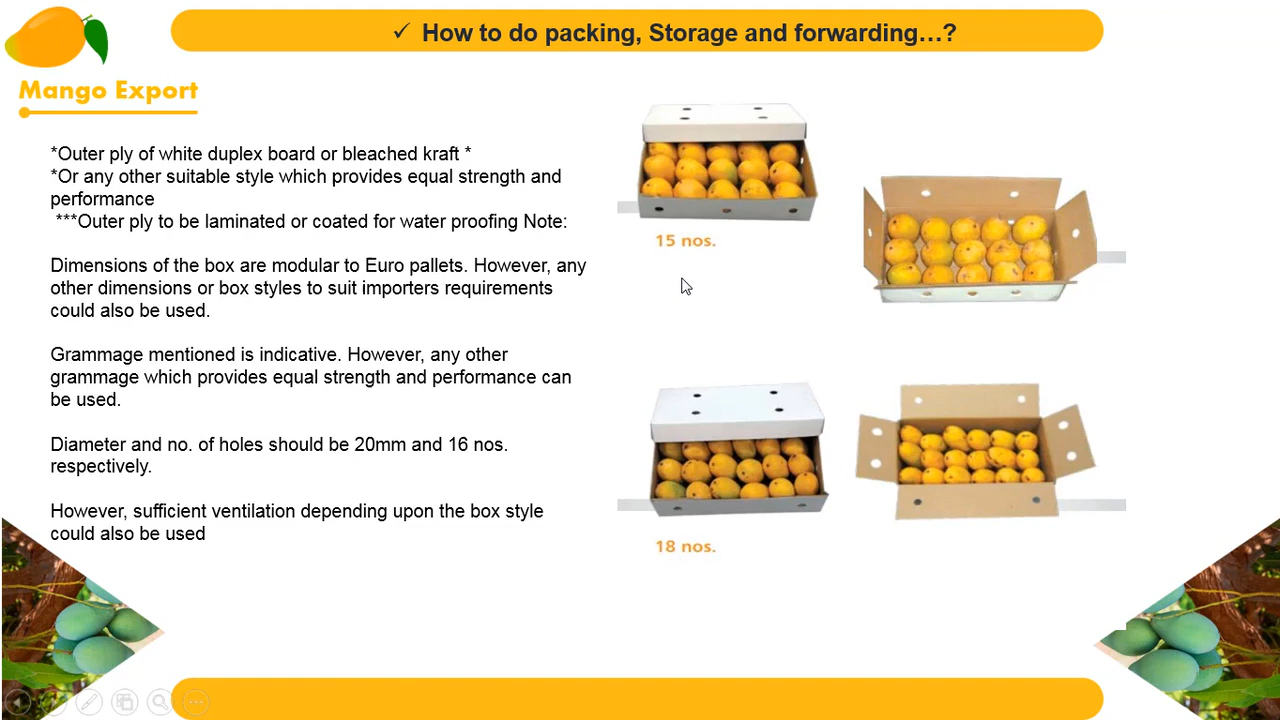 ✓ How to do packing, Storage and forwarding...?
Mango Export
*Outer ply of white duplex board or bleached kraft *
*Or any other suitable style which provides equal strength and
performance
***Outer ply to be laminated or coated for water proofing Note:
Dimensions of the box are modular to Euro pallets. However, any
other dimensions or box styles to suit importers requirements
could also be used.
Grammage mentioned is indicative. However, any other
grammage which provides equal strength and performance can
be used.
Diameter and no. of holes should be 20mm and 16 nos.
respectively.
However, sufficient ventilation depending upon the box style
could also be used
15 nos.
18 nos.